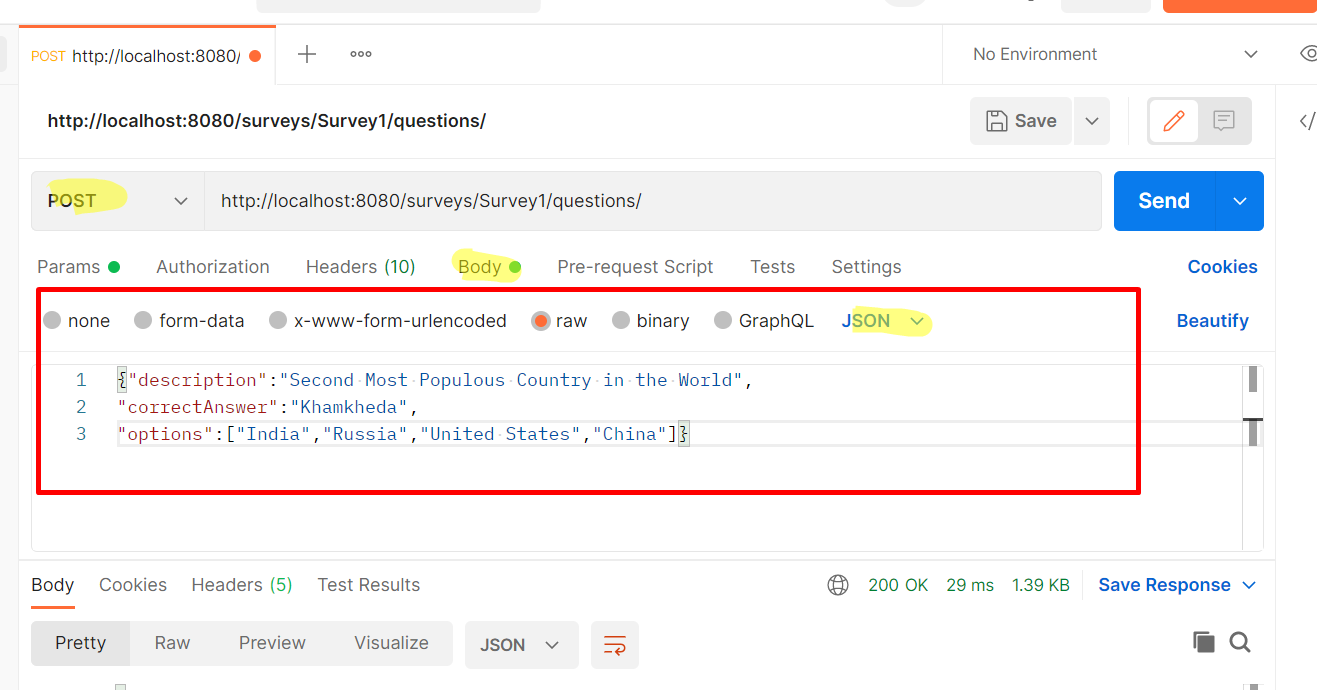 POST http://localhost:8080/
No Environment
http://localhost:8080/surveys/Survey1/questions/
Save
</
POST http://localhost:8080/surveys/Survey1/questions/ Send
Params Authorization Headers (10) Body Pre-request Script Tests Settings Cookies
none form-data x-www-form-urlencoded raw binary GraphQL JSON Beautify
1 {"description":"Second Most Populous Country in the World",
2 "correctAnswer":"Khamkheda",
3 "options":["India","Russia","United States","China"]}
Body Cookies Headers (5) Test Results 200 OK 29 ms 1.39 KB Save Response
Pretty Raw Preview Visualize JSON